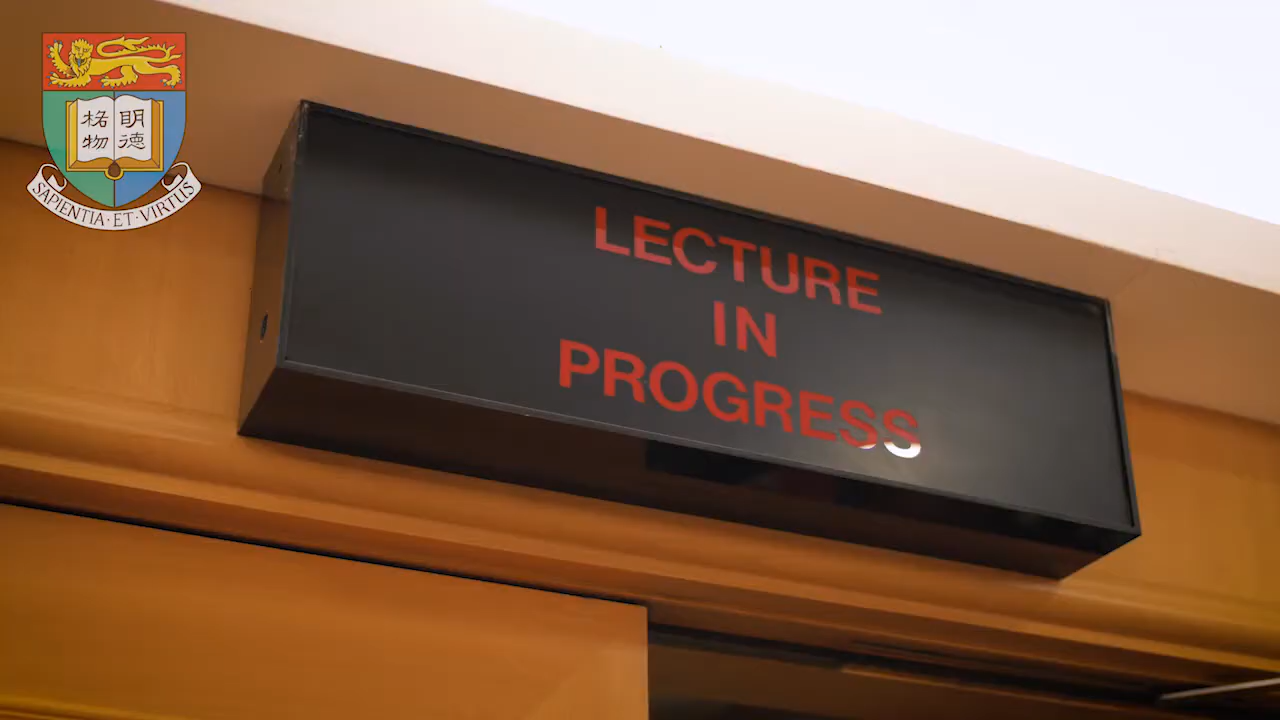 明德
格物
SAPIENTIA·ET·VIRTUS
LECTURE
IN
PROGRESS